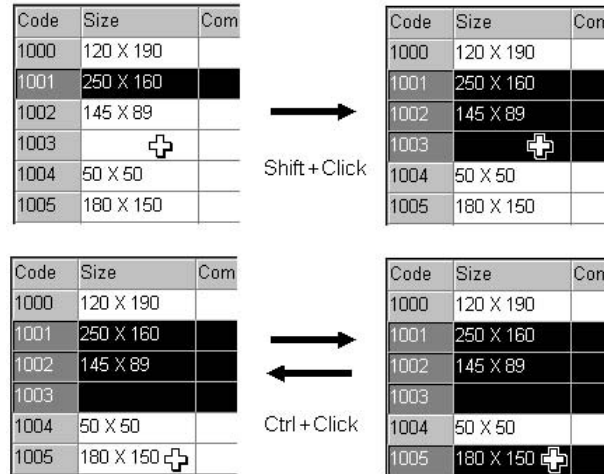 Code Size Com
1000 120 X 190
1001 250 X 160
1002 145 X 89
1003
1004 50 X 50
1005 180 X 150
Shift+Click
Code Size Com
1000 120 X 190
1001 250 X 160
1002 145 X 89
1003
1004 50 X 50
1005 180 X 150
Code Size Com
1000 120 X 190
1001 250 X 160
1002 145 X 89
1003
1004 50 X 50
1005 180 X 150
Ctrl+Click
Code Size Com
1000 120 X 190
1001 250 X 160
1002 145 X 89
1003
1004 50 X 50
1005 180 X 150